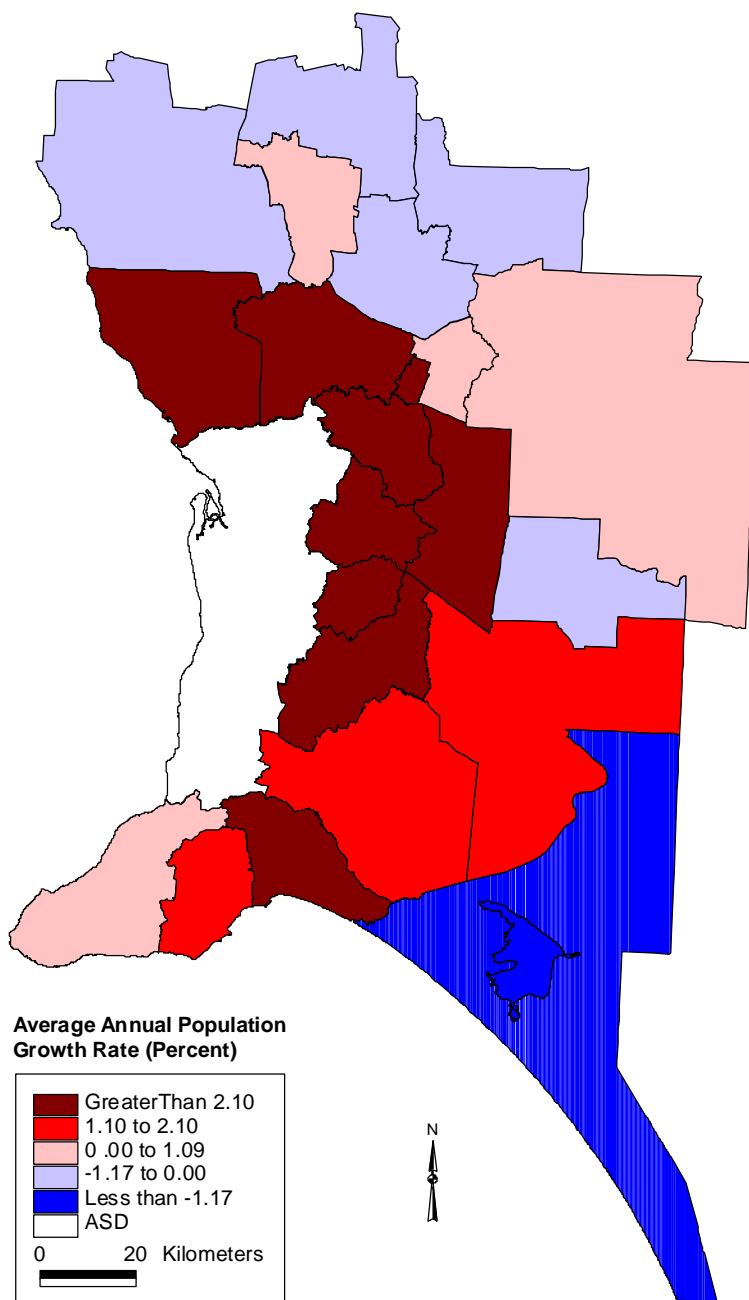 Average Annual Population
Growth Rate (Percent)
GreaterThan 2.10
1.10 to 2.10
0 .00 to 1.09
-1.17 to 0.00
Less than -1.17
ASD
0 20 Kilometers
N